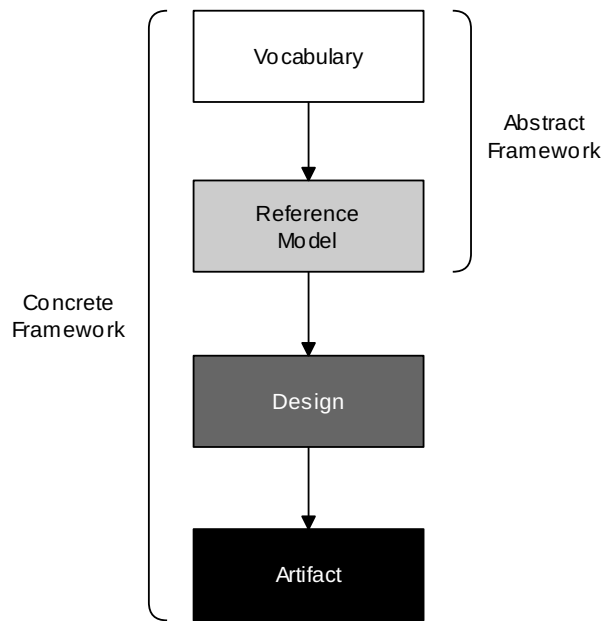 Vocabulary
Abstract
Framework
Reference
Model
Concrete
Framework
Design
Artifact